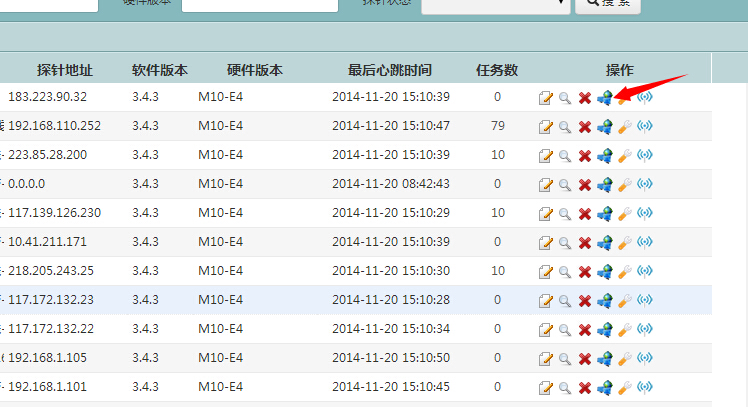 硬件版本 探针状态 搜 索
探针地址 软件版本 硬件版本 最后心跳时间 任务数 操作
183.223.90.32 3.4.3 M10-E4 2014-11-20 15:10:39 0
192.168.110.252 3.4.3 M10-E4 2014-11-20 15:10:47 79
223.85.28.200 3.4.3 M10-E4 2014-11-20 15:10:39 10
0.0.0.0 3.4.3 M10-E4 2014-11-20 08:42:43 0
117.139.126.230 3.4.3 M10-E4 2014-11-20 15:10:29 10
10.41.211.171 3.4.3 M10-E4 2014-11-20 15:10:39 0
218.205.243.25 3.4.3 M10-E4 2014-11-20 15:10:30 10
117.172.132.23 3.4.3 M10-E4 2014-11-20 15:10:28 0
117.172.132.22 3.4.3 M10-E4 2014-11-20 15:10:34 0
192.168.1.105 3.4.3 M10-E4 2014-11-20 15:10:50 0
192.168.1.101 3.4.3 M10-E4 2014-11-20 15:10:45 0